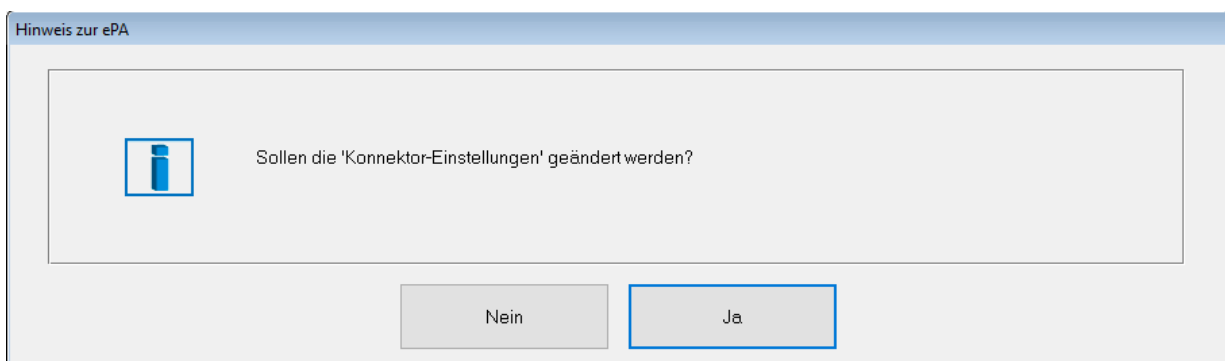 Hinweis zur ePA
Sollen die 'Konnektor-Einstellungen' geändert werden?
Nein
Ja